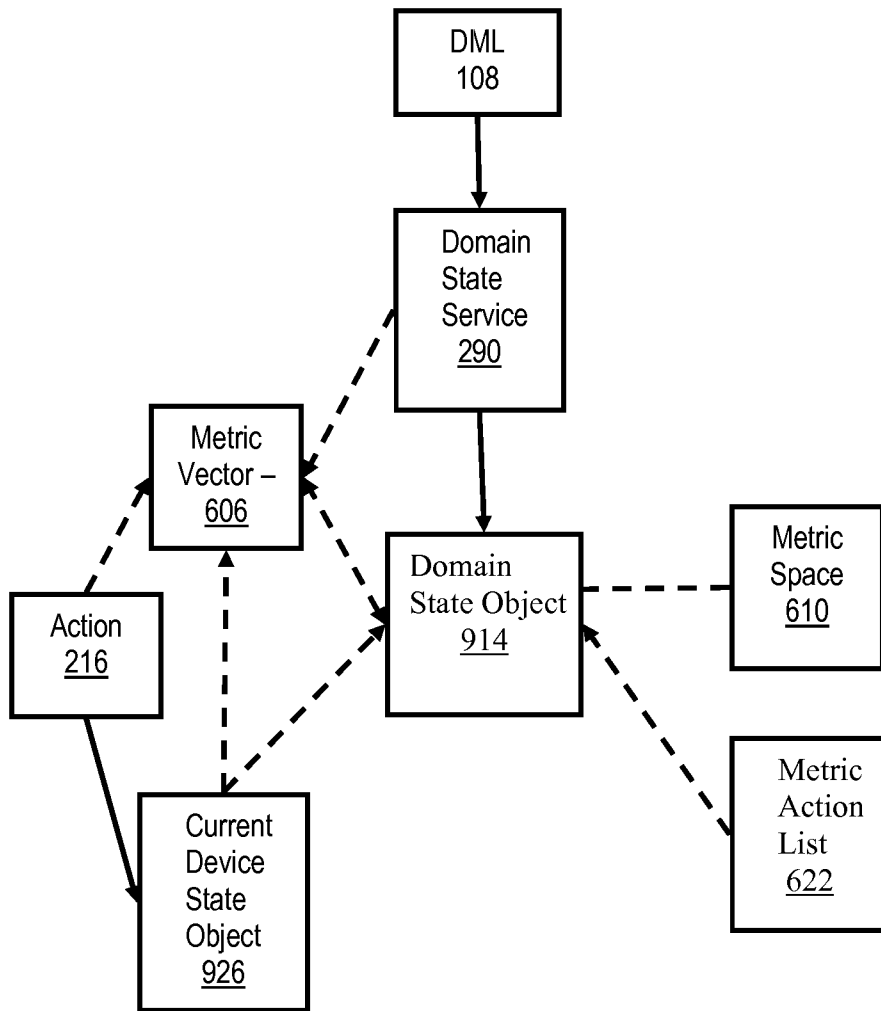 DML
108
Domain
State
Service
290
Metric
Vector –
606
Domain
State Object
914
Metric
Space
610
Action
216
Metric
Action
List
622
Current
Device
State
Object
926